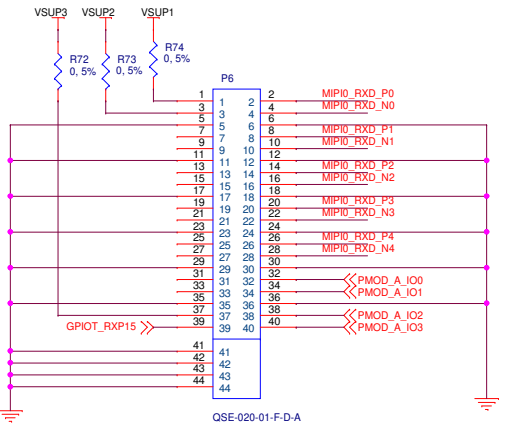 VSUP3 VSUP2 VSUP1
R74
0, 5%
R72 R73
0, 5% 0, 5%
P6
1 1 2 2 MIPI0_RXD_P0
3 3 4 4 MIPI0_RXD_N0
5 5 6 6
7 7 8 8 MIPI0_RXD_P1
9 9 10 10 MIPI0_RXD_N1
11 11 12 12
13 13 14 14 MIPI0_RXD_P2
15 15 16 16 MIPI0_RXD_N2
17 17 18 18
19 19 20 20 MIPI0_RXD_P3
21 21 22 22 MIPI0_RXD_N3
23 23 24 24
25 25 26 26 MIPI0_RXD_P4
27 27 28 28 MIPI0_RXD_N4
29 29 30 30
31 31 32 32 PMOD_A_IO0
33 33 34 34 PMOD_A_IO1
35 35 36 36
37 37 38 38 PMOD_A_IO2
GPIOT_RXP15 39 39 40 40 PMOD_A_IO3
41 41
42 42
43 43
44 44
QSE-020-01-F-D-A